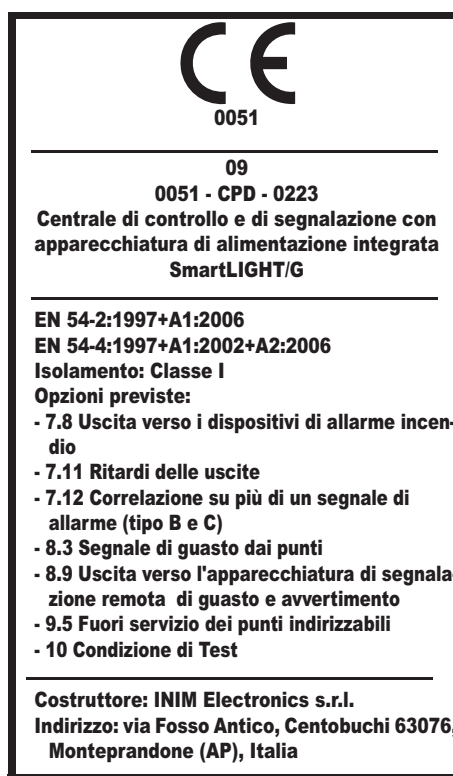 CE
0051
09
0051 - CPD - 0223
Centrale di controllo e di segnalazione con
apparecchiatura di alimentazione integrata
SmartLIGHT/G
EN 54-2:1997+A1:2006
EN 54-4:1997+A1:2002+A2:2006
Isolamento: Classe I
Opzioni previste:
- 7.8 Uscita verso i dispositivi di allarme incen-
dio
- 7.11 Ritardi delle uscite
- 7.12 Correlazione su più di un segnale di
allarme (tipo B e C)
- 8.3 Segnale di guasto dai punti
- 8.9 Uscita verso l'apparecchiatura di segnala-
zione remota di guasto e avvertimento
- 9.5 Fuori servizio dei punti indirizzabili
- 10 Condizione di Test
Costruttore: INIM Electronics s.r.l.
Indirizzo: via Fosso Antico, Centobuchi 63076,
Monteprandone (AP), Italia